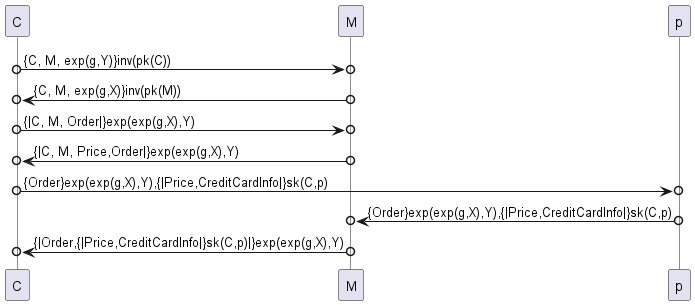 C M p
{C, M, exp(g,Y)}inv(pk(C))
{C, M, exp(g,X)}inv(pk(M))
{|C, M, Order|}exp(exp(g,X),Y)
{|C, M, Price,Order|}exp(exp(g,X),Y)
{Order}exp(exp(g,X),Y),{|Price,CreditCardInfo|}sk(C,p)
{Order}exp(exp(g,X),Y),{|Price,CreditCardInfo|}sk(C,p)
{|Order,{|Price,CreditCardInfo|}sk(C,p)|}exp(exp(g,X),Y)
C M p